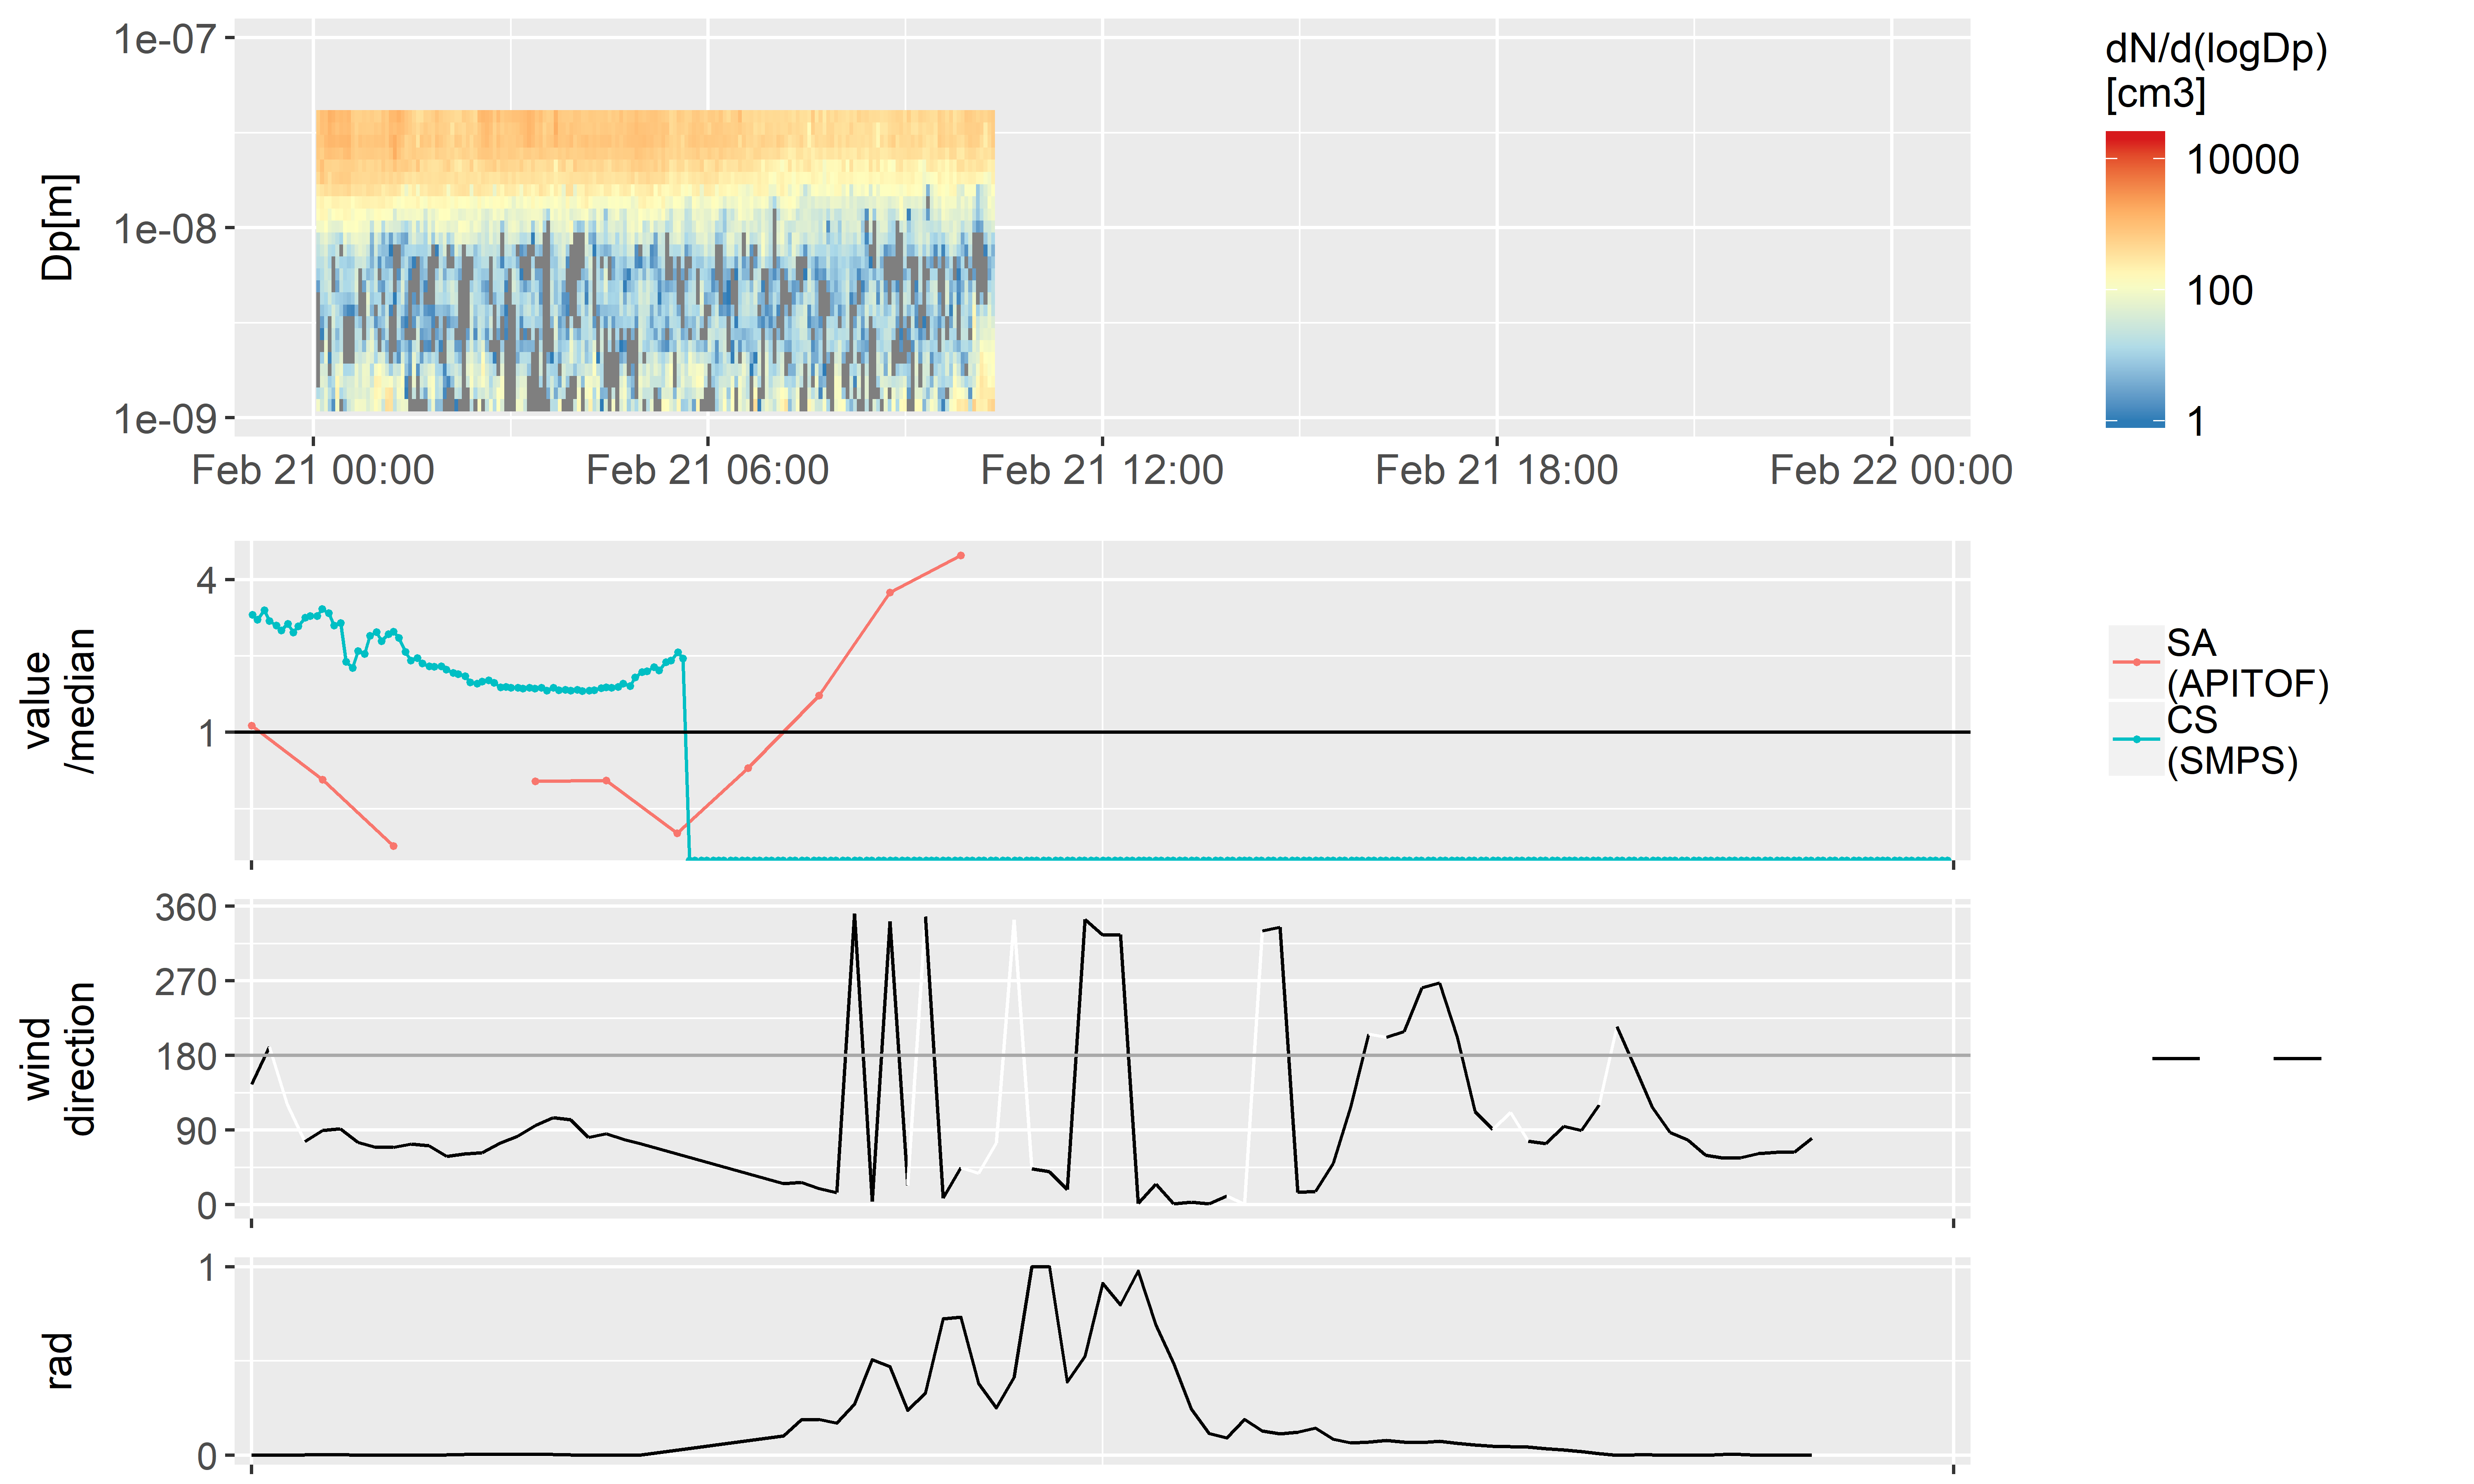 1e-07
1e-08
1e-09
Dp[m]
Feb 21 00:00
Feb 21 06:00
Feb 21 12:00
Feb 21 18:00
Feb 22 00:00
dN/d(logDp)
[cm3]
10000
100
1
4
1
value
/median
SA
(APITOF)
CS
(SMPS)
360
270
180
90
0
wind
direction
1
0
rad